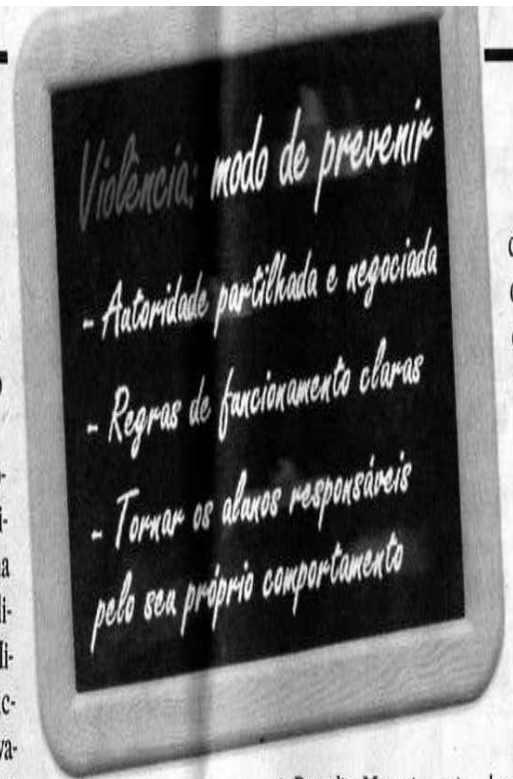 Violência: modo de prevenir
- Autoridade partilhada e negociada
- Regras de funcionamento claras
- Tornar os alunos responsáveis
pelo seu próprio comportamento